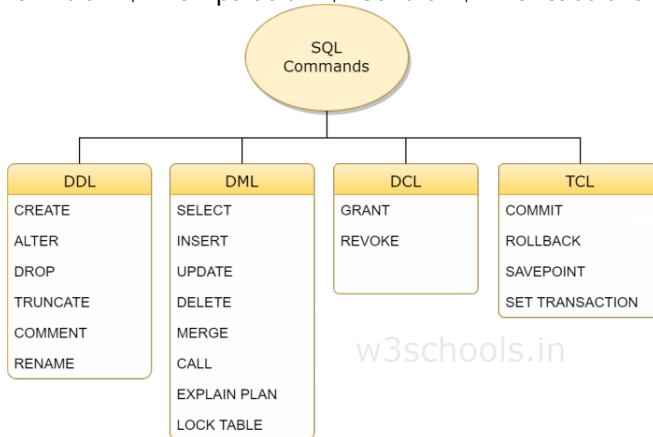 SQL
Commands
DDL
CREATE
ALTER
DROP
TRUNCATE
COMMENT
RENAME
DML
SELECT
INSERT
UPDATE
DELETE
MERGE
CALL
EXPLAIN PLAN
LOCK TABLE
DCL
GRANT
REVOKE
TCL
COMMIT
ROLLBACK
SAVEPOINT
SET TRANSACTION
w3schools.in